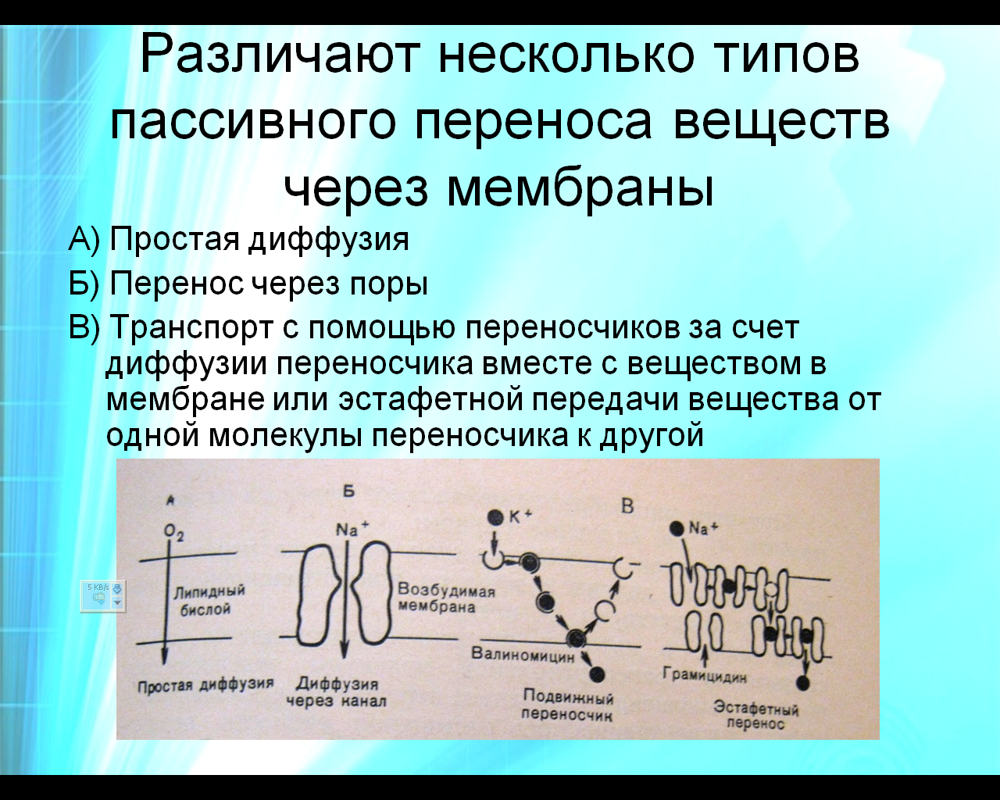 Различают несколько типов
пассивного переноса веществ
через мембраны
А) Простая диффузия
Б) Перенос через поры
В) Транспорт с помощью переносчиков за счет
диффузии переносчика вместе с веществом в
мембране или эстафетной передачи вещества от
одной молекулы переносчика к другой
А
Б
В
O2
Na+
K+
Na+
5 KB/s
Липидный
бислой
Возбудимая
мембрана
Валиномицин
Грамицидин
Простая диффузия
Диффузия
через канал
Подвижный
переносчик
Эстафетный
перенос